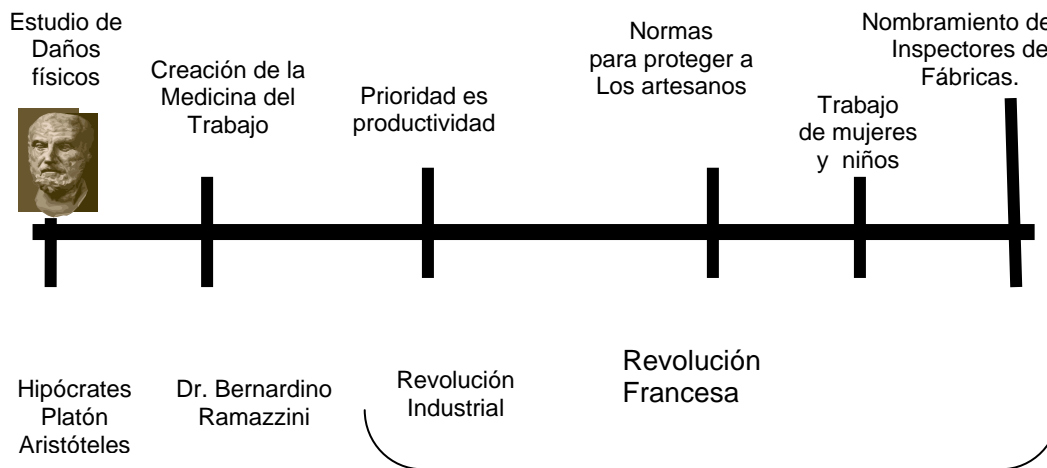 Estudio de
Daños
físicos
Creación de la
Medicina del
Trabajo
Prioridad es
productividad
Normas
para proteger a
Los artesanos
Trabajo
de mujeres
y niños
Nombramiento de
Inspectores de
Fábricas.
Hipócrates
Platón
Aristóteles
Dr. Bernardino
Ramazzini
Revolución
Industrial
Revolución
Francesa